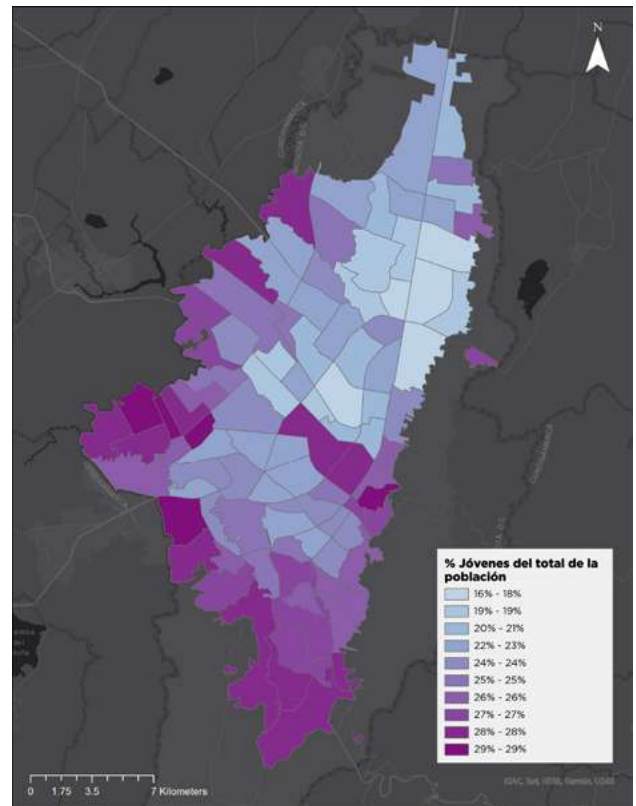 N
% Jóvenes del total de la
población
16% - 18%
19% - 19%
20% - 21%
22% - 23%
24% - 24%
25% - 25%
26% - 26%
27% - 27%
28% - 28%
29% - 29%
0 1.75 3.5 7 Kilometers